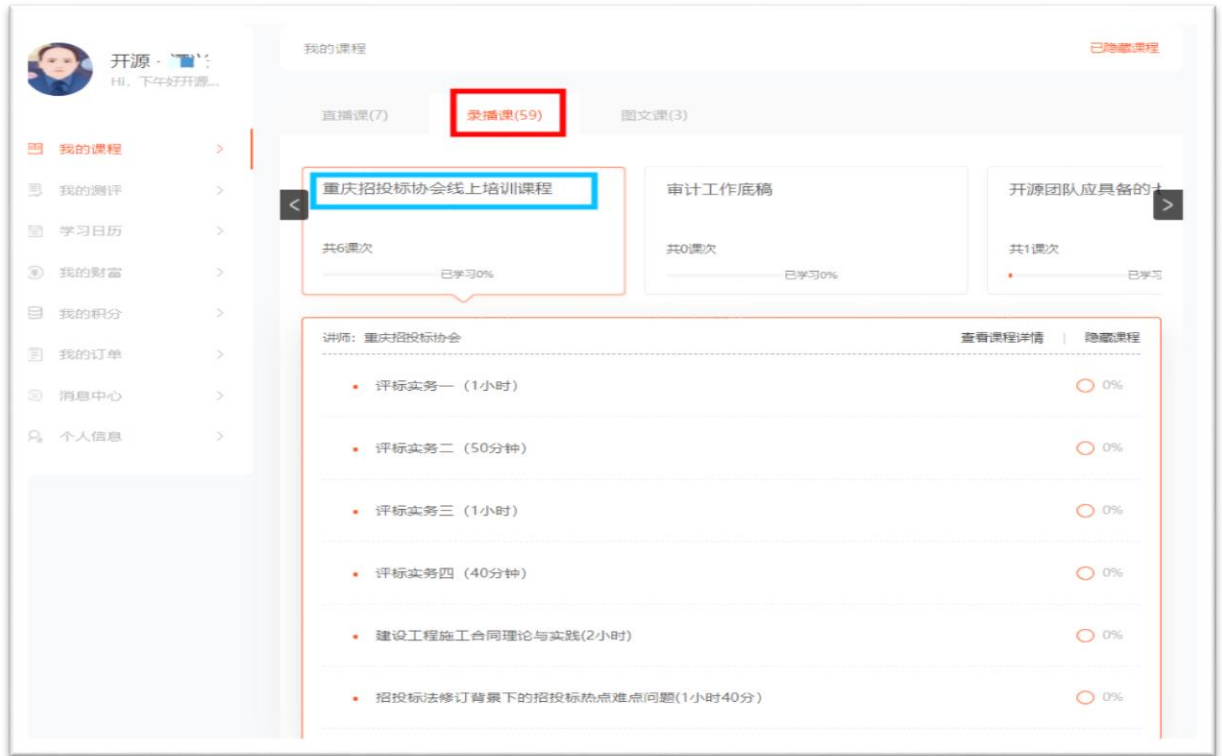 开源 ·
Hi，下午好开源...
我的课程
我的测评
学习日历
我的财富
我的积分
我的订单
消息中心
个人信息
我的课程
已隐藏课程
直播课(7)
录播课(59)
图文课(3)
重庆招投标协会线上培训课程
共6课次
已学习0%
审计工作底稿
共0课次
已学习0%
开源团队应具备的
共1课次
已学习
讲师：重庆招投标协会
查看课程详情 | 隐藏课程
评标实务一（1小时） 0%
评标实务二（50分钟） 0%
评标实务三（1小时） 0%
评标实务四（40分钟） 0%
建设工程施工合同理论与实践(2小时) 0%
招投标法修订背景下的招投标热点难点问题(1小时40分） 0%